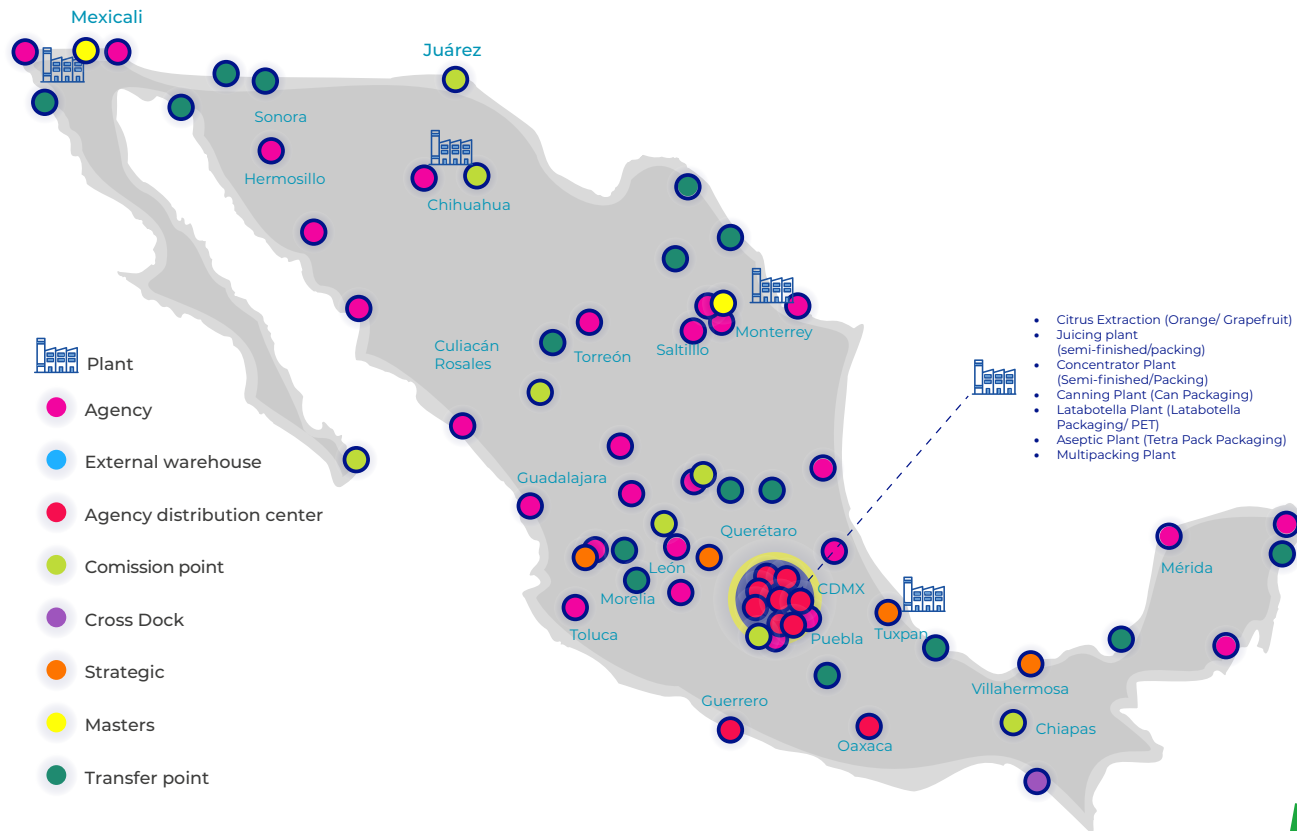 Mexicali
Juárez
Sonora
Hermosillo
Chihuahua
Culiacán
Rosales
Torreón
Saltilllo
Monterrey
Plant
Agency
External warehouse
Agency distribution center
Comission point
Cross Dock
Strategic
Masters
Transfer point
Guadalajara
Querétaro
León
Morelia
Toluca
CDMX
Puebla
Tuxpan
Guerrero
Oaxaca
Villahermosa
Chiapas
Mérida
• Citrus Extraction (Orange/ Grapefruit)
• Juicing plant
(semi-finished/packing)
• Concentrator Plant
(Semi-finished/Packing)
• Canning Plant (Can Packaging)
• Latabotella Plant (Latabotella
Packaging/ PET)
• Aseptic Plant (Tetra Pack Packaging)
• Multipacking Plant